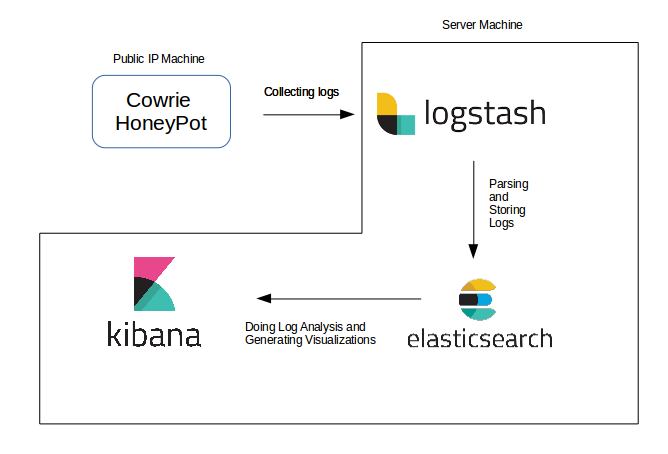 Server Machine
Public IP Machine
Cowrie
HoneyPot
Collecting logs
logstash
Parsing
and
Storing
Logs
kibana
Doing Log Analysis and
Generating Visualizations
elasticsearch